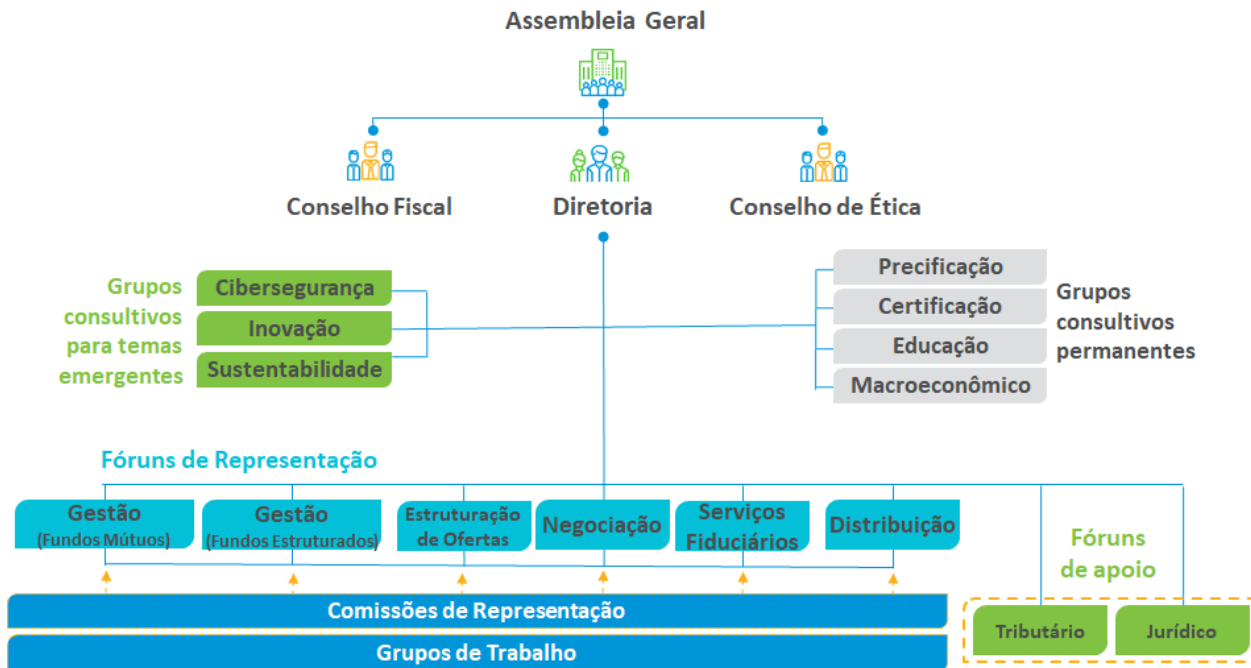 Assembleia Geral
Conselho Fiscal
Diretoria
Conselho de Ética
Grupos
consultivos
para temas
emergentes
Cibersegurança
Inovação
Sustentabilidade
Precificação
Certificação
Educação
Macroeconômico
Grupos
consultivos
permanentes
Fóruns de Representação
Gestão
(Fundos Mútuos)
Gestão
(Fundos Estruturados)
Estruturação
de Ofertas
Negociação
Serviços
Fiduciários
Distribuição
Fóruns
de apoio
Tributário
Jurídico
Comissões de Representação
Grupos de Trabalho